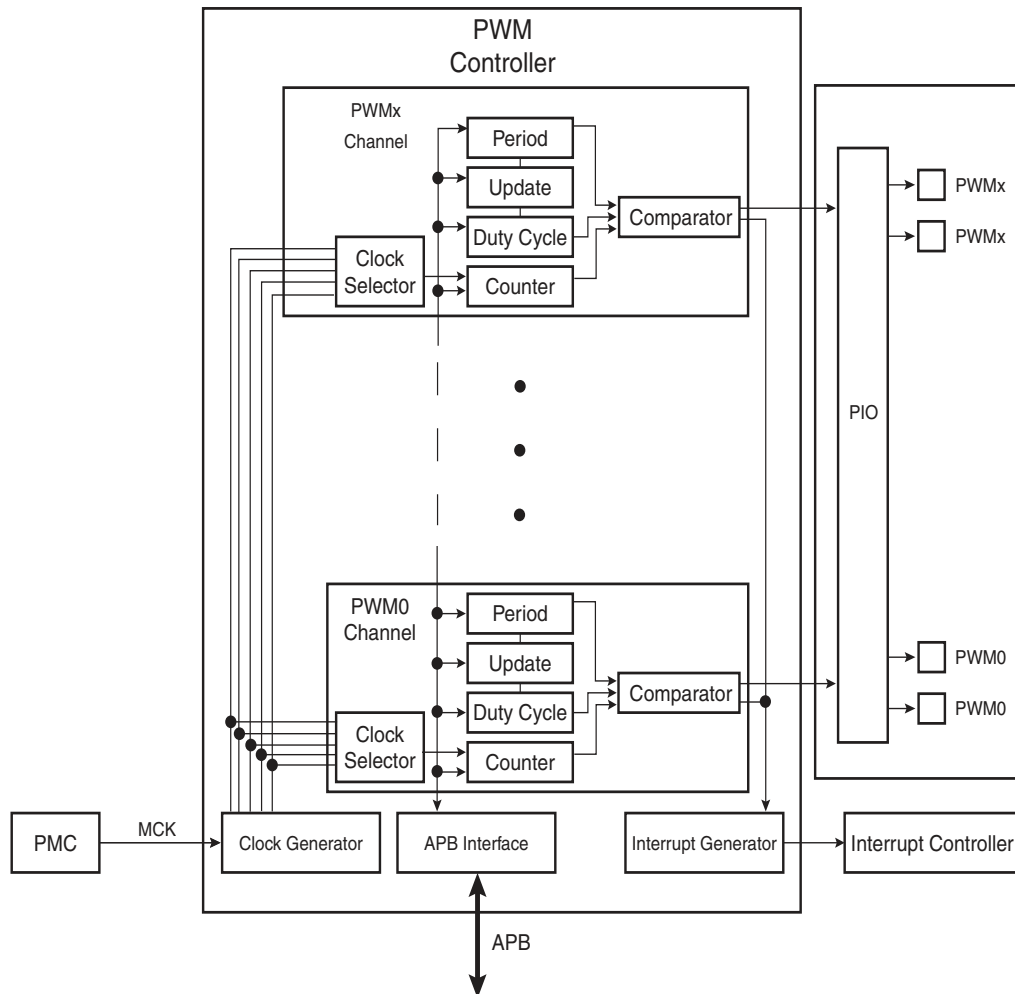 PWM
Controller
PWMx
Channel
Period
Update
Duty Cycle
Clock
Selector
Counter
Comparator
PIO
PWMx
PWMx
PWM0
Channel
Period
Update
Duty Cycle
Clock
Selector
Counter
Comparator
PWM0
PWM0
PMC
MCK
Clock Generator
APB Interface
Interrupt Generator
Interrupt Controller
APB